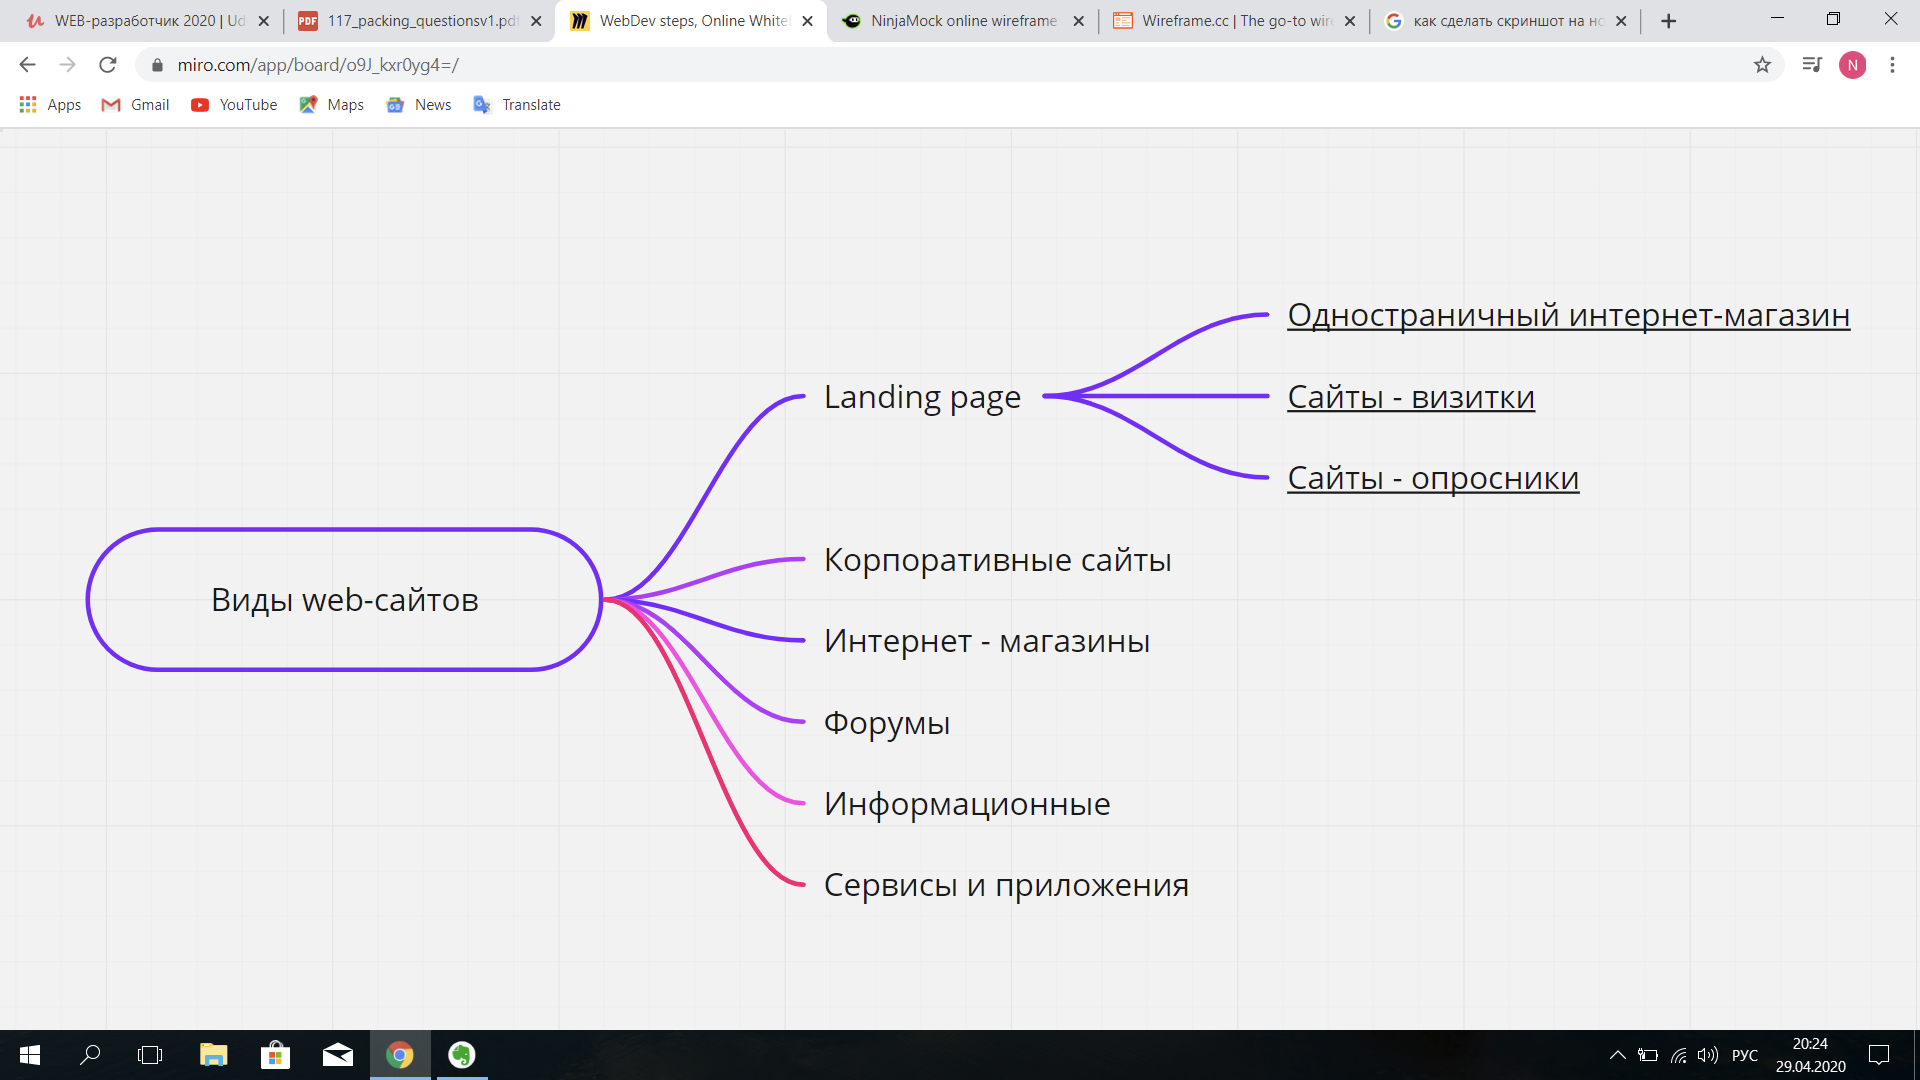 WEB-разработчик 2020 | Ud
117_packing_questionsv1.pdf
WebDev steps, Online White
NinjaMock online wireframe
Wireframe.cc | The go-to wire
как сделать скриншот на но
miro.com/app/board/o9J_kxr0yg4=/
N
Apps
Gmail
YouTube
Maps
News
Translate
Одностраничный интернет-магазин
Landing page
Сайты - визитки
Сайты - опросники
Корпоративные сайты
Виды web-сайтов
Интернет - магазины
Форумы
Информационные
Сервисы и приложения
РУС
20:24
29.04.2020